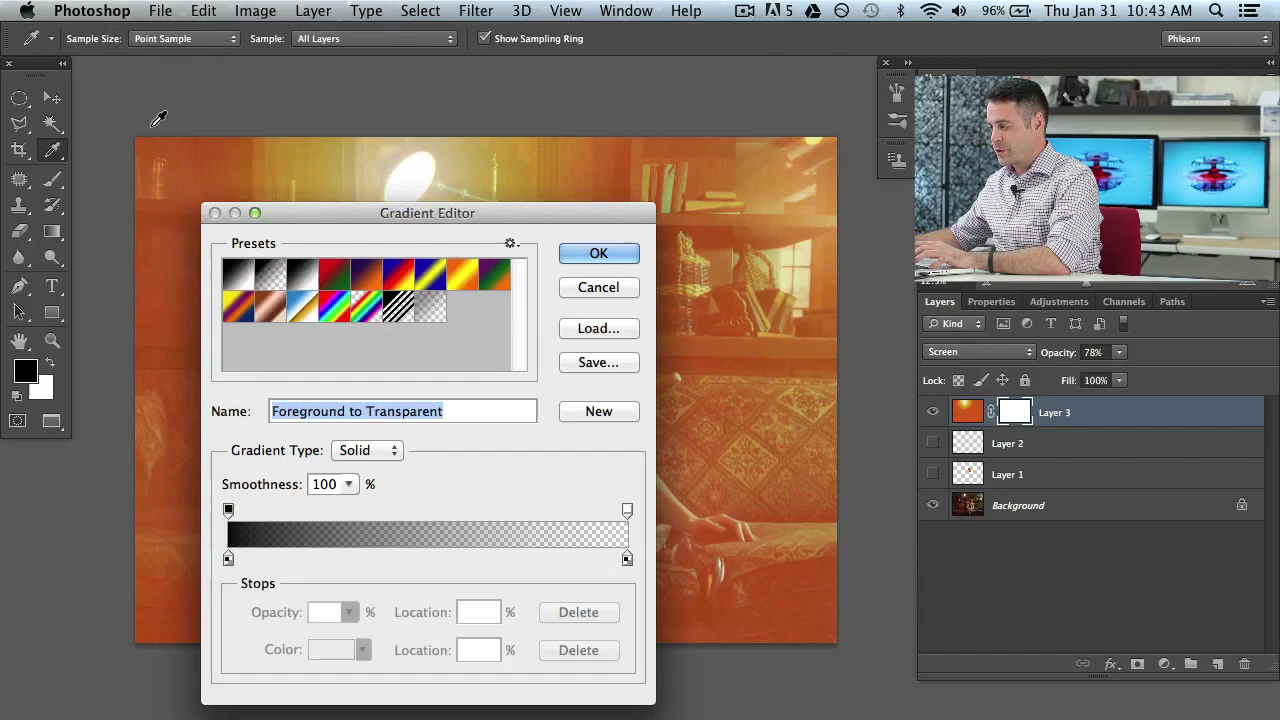 Photoshop File Edit Image Layer Type Select Filter 3D View Window Help 5 96% Thu Jan 31 10:43 AM
Sample Size: Point Sample Sample: All Layers Show Sampling Ring Phlearn
Gradient Editor
Presets
OK
Cancel
Load...
Save...
Name: Foreground to Transparent New
Gradient Type: Solid
Smoothness: 100 %
Stops
Opacity: % Location: % Delete
Color: Location: % Delete
Layers Properties Adjustments Channels Paths
Kind
Screen Opacity: 78%
Lock: Fill: 100%
Layer 3
Layer 2
Layer 1
Background
fx